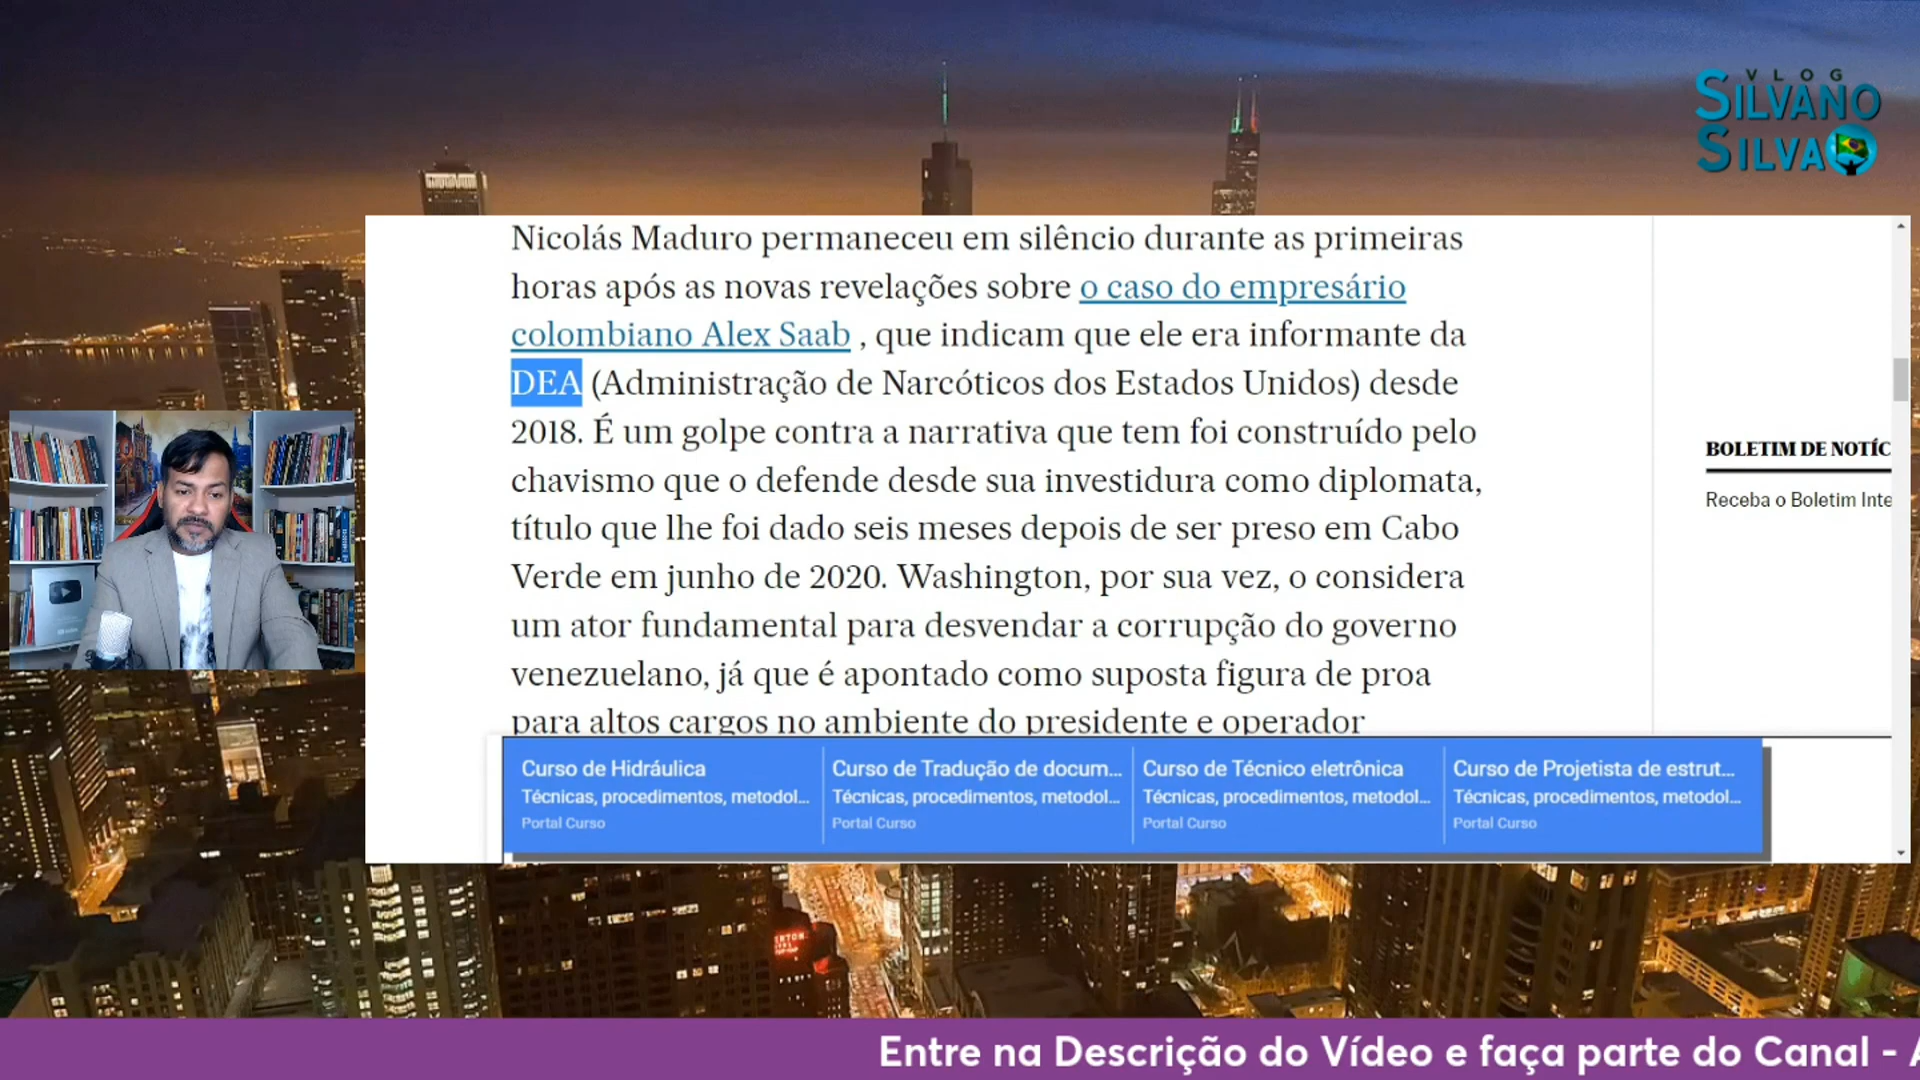 VLOG
SILVANO
SILVA
Nicolás Maduro permaneceu em silêncio durante as primeiras
horas após as novas revelações sobre o caso do empresário
colombiano Alex Saab , que indicam que ele era informante da
DEA (Administração de Narcóticos dos Estados Unidos) desde
2018. É um golpe contra a narrativa que tem foi construído pelo
chavismo que o defende desde sua investidura como diplomata,
título que lhe foi dado seis meses depois de ser preso em Cabo
Verde em junho de 2020. Washington, por sua vez, o considera
um ator fundamental para desvendar a corrupção do governo
venezuelano, já que é apontado como suposta figura de proa
para altos cargos no ambiente do presidente e operador
BOLETIM DE NOTÍC
Receba o Boletim Inte
Curso de Hidráulica
Técnicas, procedimentos, metodol...
Portal Curso
Curso de Tradução de docum...
Técnicas, procedimentos, metodol...
Portal Curso
Curso de Técnico eletrônica
Técnicas, procedimentos, metodol...
Portal Curso
Curso de Projetista de estrut...
Técnicas, procedimentos, metodol...
Portal Curso
Entre na Descrição do Vídeo e faça parte do Canal - A